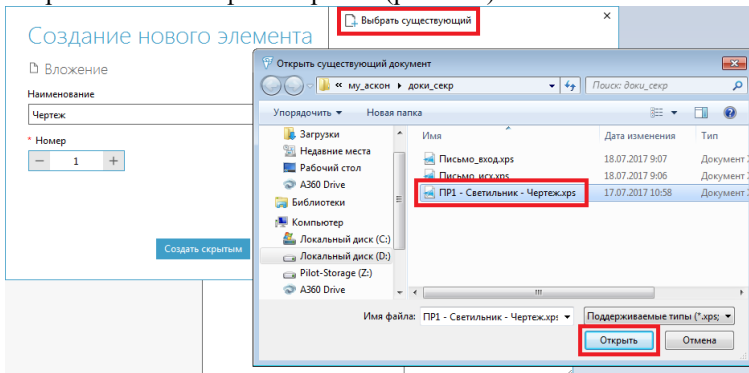 Выбрать существующий
Создание нового элемента
Вложение
Наименование
Чертеж
* Номер
1
Создать скрытым
Открыть существующий документ
« my_аскон ▸ доки_секр
Поиск: доки_секр
Упорядочить ▾ Новая папка
Загрузки
Недавние места
Рабочий стол
A360 Drive
Библиотеки
Компьютер
Локальный диск (C:)
Локальный диск (D:)
Pilot-Storage (Z:)
A360 Drive
Имя Дата изменения Тип
Письмо_вход.xps 18.07.2017 9:07 Документ
Письмо_исх.xps 18.07.2017 9:06 Документ
ПР1 - Светильник - Чертеж.xps 17.07.2017 10:58 Документ
Имя файла: ПР1 - Светильник - Чертеж.xps
Поддерживаемые типы (*.xps;
Открыть Отмена